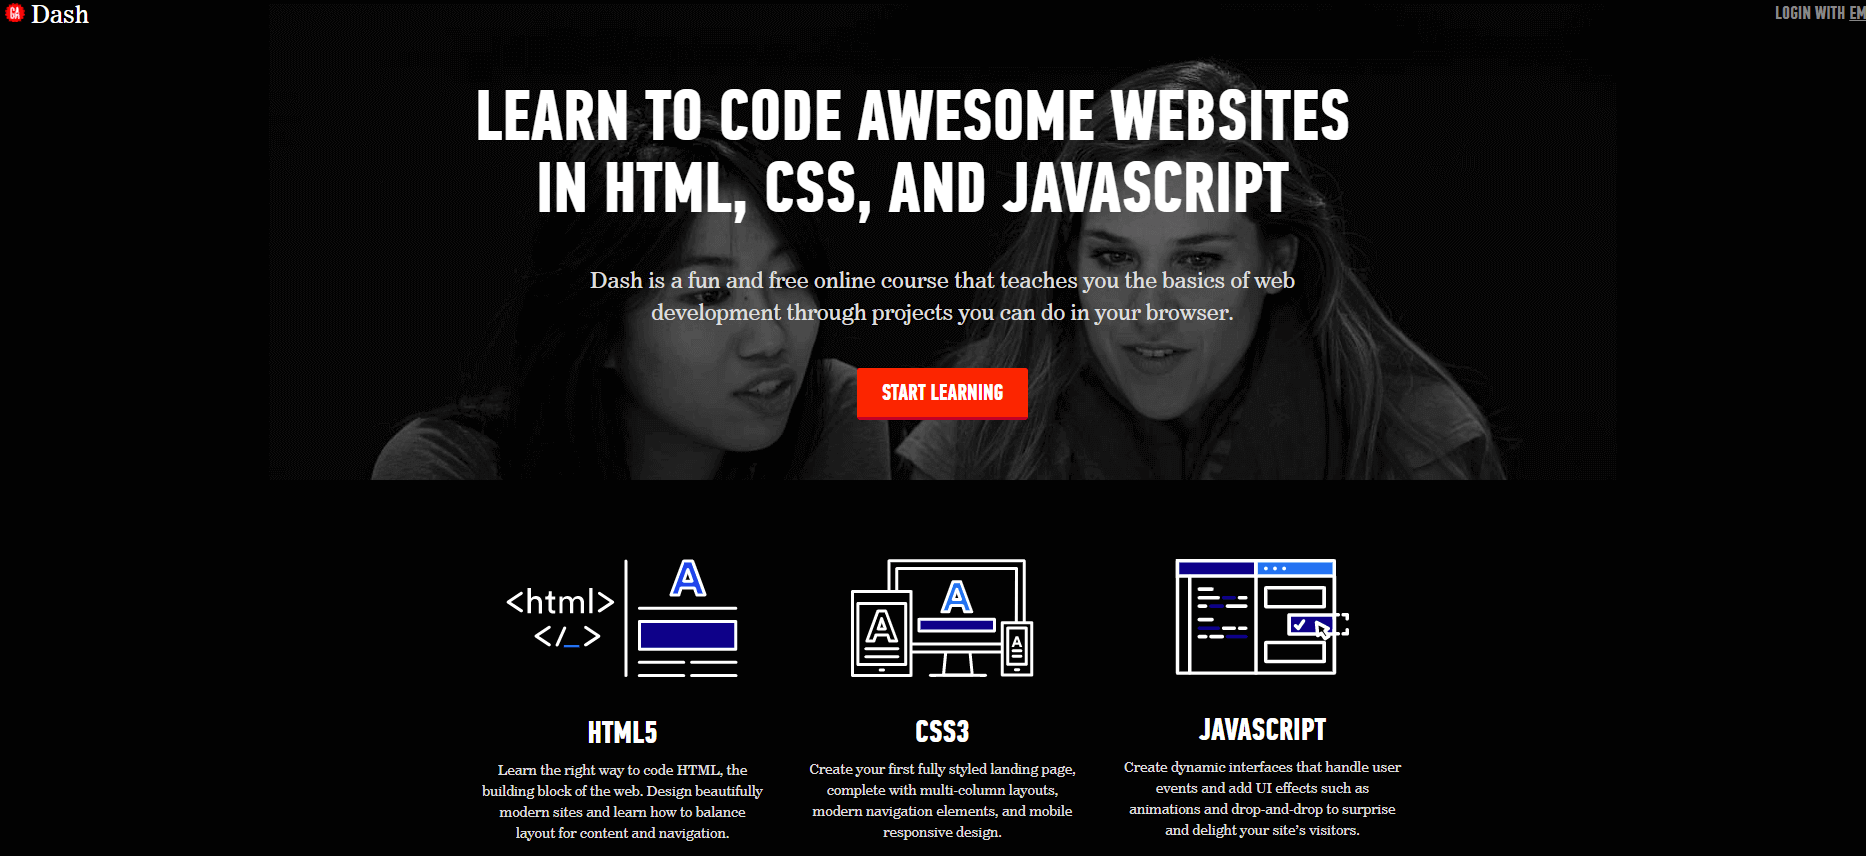 GA Dash
LOGIN WITH EM
LEARN TO CODE AWESOME WEBSITES
IN HTML, CSS, AND JAVASCRIPT
Dash is a fun and free online course that teaches you the basics of web
development through projects you can do in your browser.
START LEARNING
<html>
</_>
A
A
A
A
HTML5
Learn the right way to code HTML, the
building block of the web. Design beautifully
modern sites and learn how to balance
layout for content and navigation.
CSS3
Create your first fully styled landing page,
complete with multi-column layouts,
modern navigation elements, and mobile
responsive design.
JAVASCRIPT
Create dynamic interfaces that handle user
events and add UI effects such as
animations and drop-and-drop to surprise
and delight your site’s visitors.